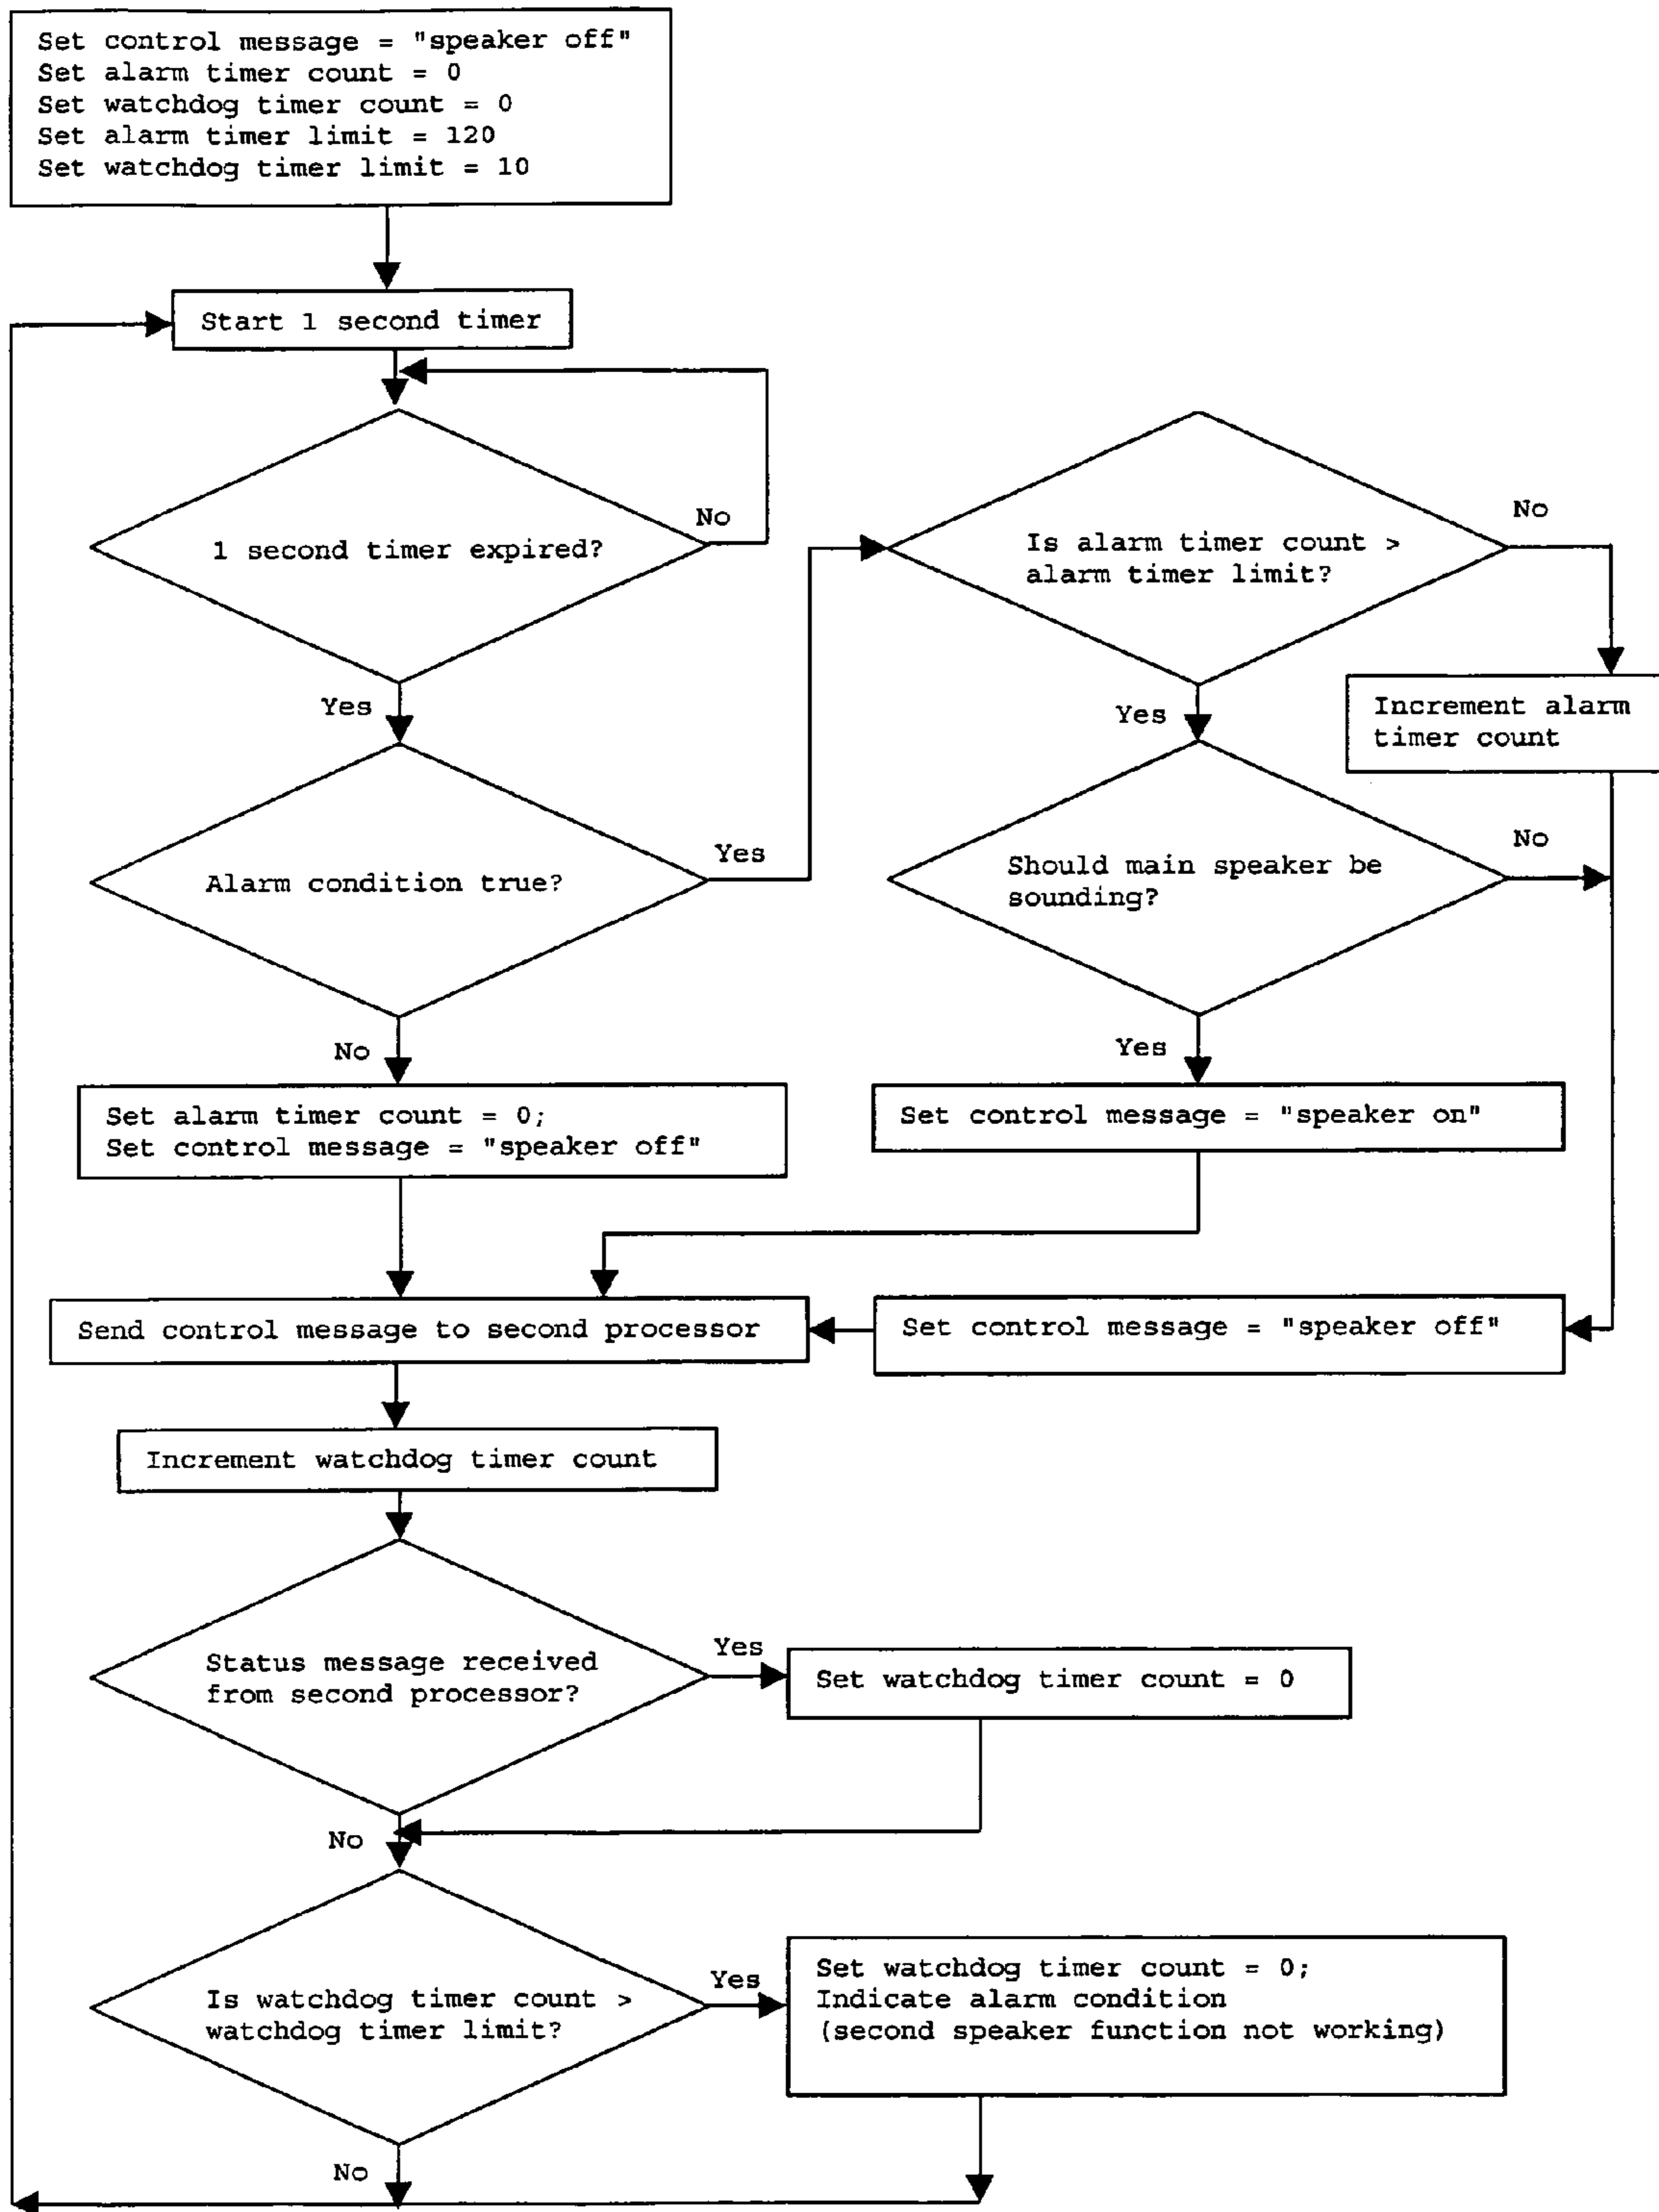 Set control message = "speaker off"
Set alarm timer count = 0
Set watchdog timer count = 0
Set alarm timer limit = 120
Set watchdog timer limit = 10
Start 1 second timer
1 second timer expired?
No
Yes
Is alarm timer count >
alarm timer limit?
No
Yes
Increment alarm
timer count
Alarm condition true?
Yes
No
Should main speaker be
sounding?
No
Yes
Set alarm timer count = 0;
Set control message = "speaker off"
Set control message = "speaker on"
Send control message to second processor
Set control message = "speaker off"
Increment watchdog timer count
Status message received
from second processor?
Yes
Set watchdog timer count = 0
No
Is watchdog timer count >
watchdog timer limit?
Yes
Set watchdog timer count = 0;
Indicate alarm condition
(second speaker function not working)
No